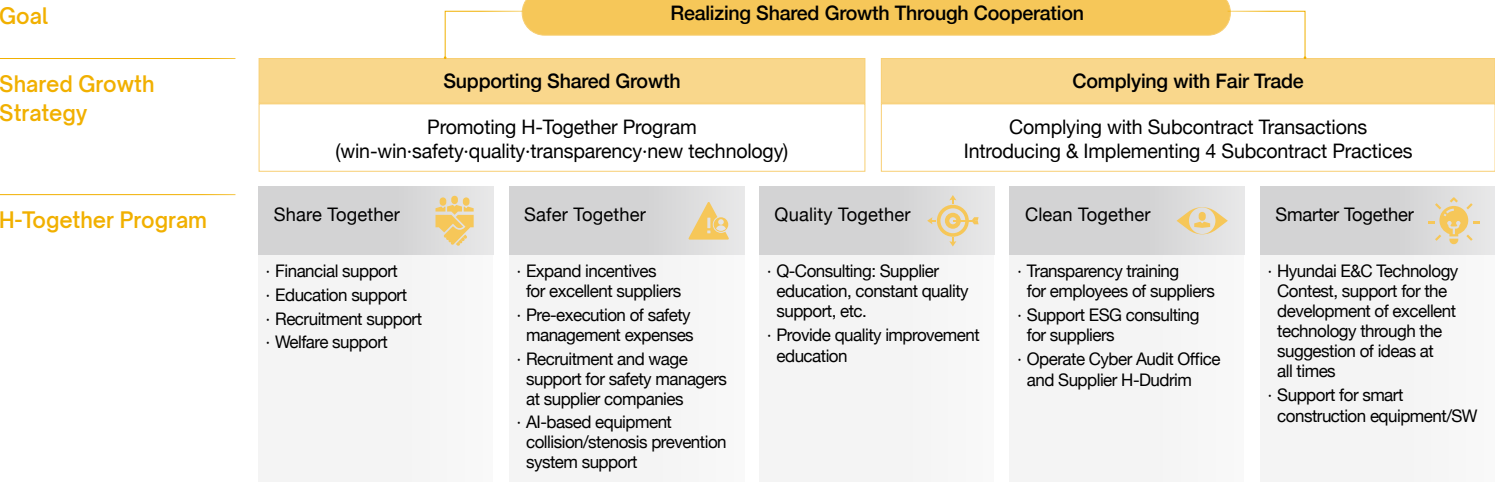 Goal
Realizing Shared Growth Through Cooperation
Shared Growth
Strategy
Supporting Shared Growth
Promoting H-Together Program
(win-win·safety·quality·transparency·new technology)
Complying with Fair Trade
Complying with Subcontract Transactions
Introducing & Implementing 4 Subcontract Practices
H-Together Program
Share Together
· Financial support
· Education support
· Recruitment support
· Welfare support
Safer Together
· Expand incentives
for excellent suppliers
· Pre-execution of safety
management expenses
· Recruitment and wage
support for safety managers
at supplier companies
· AI-based equipment
collision/stenosis prevention
system support
Quality Together
· Q-Consulting: Supplier
education, constant quality
support, etc.
· Provide quality improvement
education
Clean Together
· Transparency training
for employees of suppliers
· Support ESG consulting
for suppliers
· Operate Cyber Audit Office
and Supplier H-Dudrim
Smarter Together
· Hyundai E&C Technology
Contest, support for the
development of excellent
technology through the
suggestion of ideas at
all times
· Support for smart
construction equipment/SW